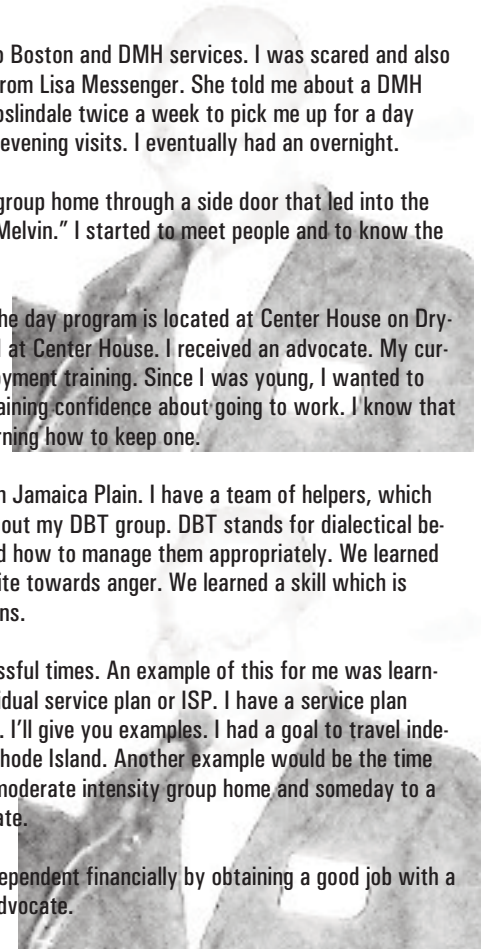 Boston and DMH services. I was scared and also
from Lisa Messenger. She told me about a DMH
oslindale twice a week to pick me up for a day
evening visits. I eventually had an overnight.
group home through a side door that led into the
Melvin.” I started to meet people and to know the
he day program is located at Center House on Dry-
at Center House. I received an advocate. My cur-
oyment training. Since I was young, I wanted to
aining confidence about going to work. I know that
rning how to keep one.
n Jamaica Plain. I have a team of helpers, which
out my DBT group. DBT stands for dialectical be-
d how to manage them appropriately. We learned
ite towards anger. We learned a skill which is
ns.
ssful times. An example of this for me was learn-
vidual service plan or ISP. I have a service plan
. I’ll give you examples. I had a goal to travel inde-
hode Island. Another example would be the time
moderate intensity group home and someday to a
ate.
ependent financially by obtaining a good job with a
dvocate.